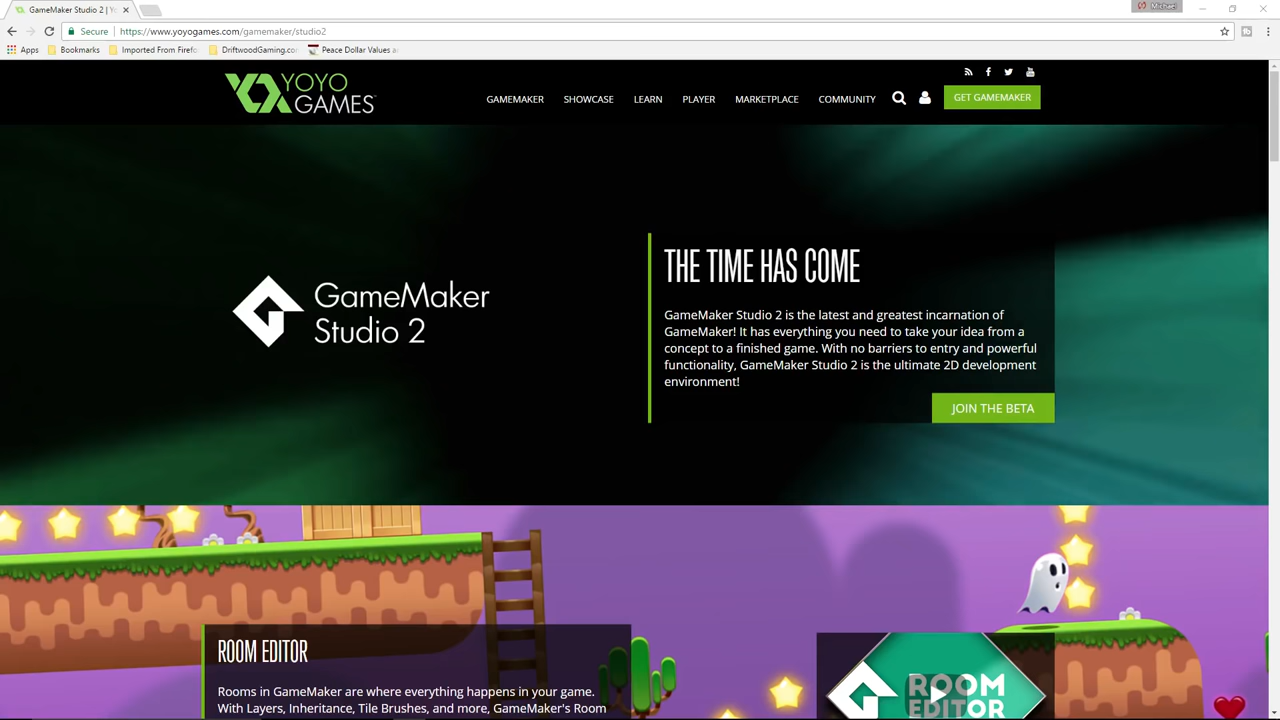 GameMaker Studio 2 |
Michael
Secure
https://www.yoyogames.com/gamemaker/studio2
Apps
Bookmarks
Imported From Firefo
DriftwoodGaming.co
Peace Dollar Values a
YOYO
GAMES
GAMEMAKER
SHOWCASE
LEARN
PLAYER
MARKETPLACE
COMMUNITY
GET GAMEMAKER
GameMaker
Studio 2
THE TIME HAS COME
GameMaker Studio 2 is the latest and greatest incarnation of
GameMaker! It has everything you need to take your idea from a
concept to a finished game. With no barriers to entry and powerful
functionality, GameMaker Studio 2 is the ultimate 2D development
environment!
JOIN THE BETA
ROOM EDITOR
Rooms in GameMaker are where everything happens in your game.
With Layers, Inheritance, Tile Brushes, and more, GameMaker's Room
ROOM
EDITOR